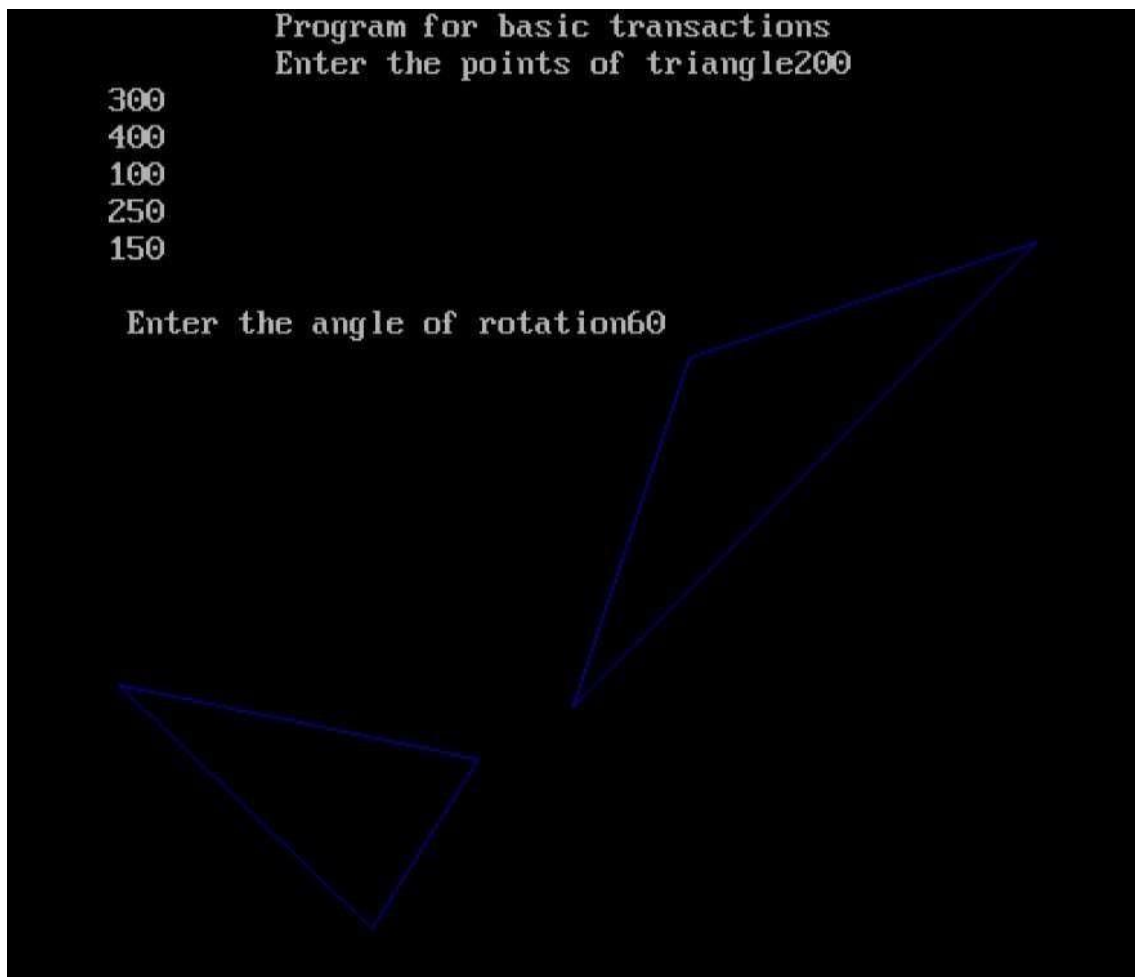 Program for basic transactions
Enter the points of triangle200
300
400
100
250
150
Enter the angle of rotation60